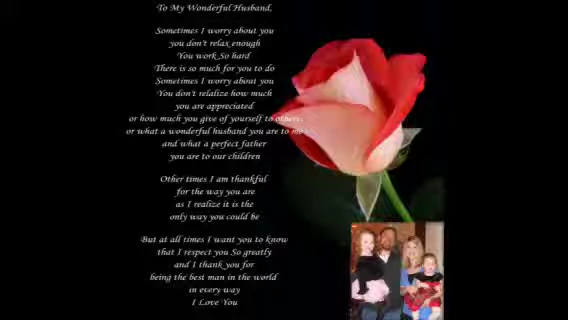 To My Wonderful Husband,
Sometimes I worry about you
you don't relax enough
You work So hard
There is so much for you to do
Sometimes I worry about you
You don't relalize how much
you are appreciated
or how much you give of yourself to others,
or what a wonderful husband you are to me
and what a perfect father
you are to our children
Other times I am thankful
for the way you are
as I realize it is the
only way you could be
But at all times I want you to know
that I respect you So greatly
and I thank you for
being the best man in the world
in every way
I Love You